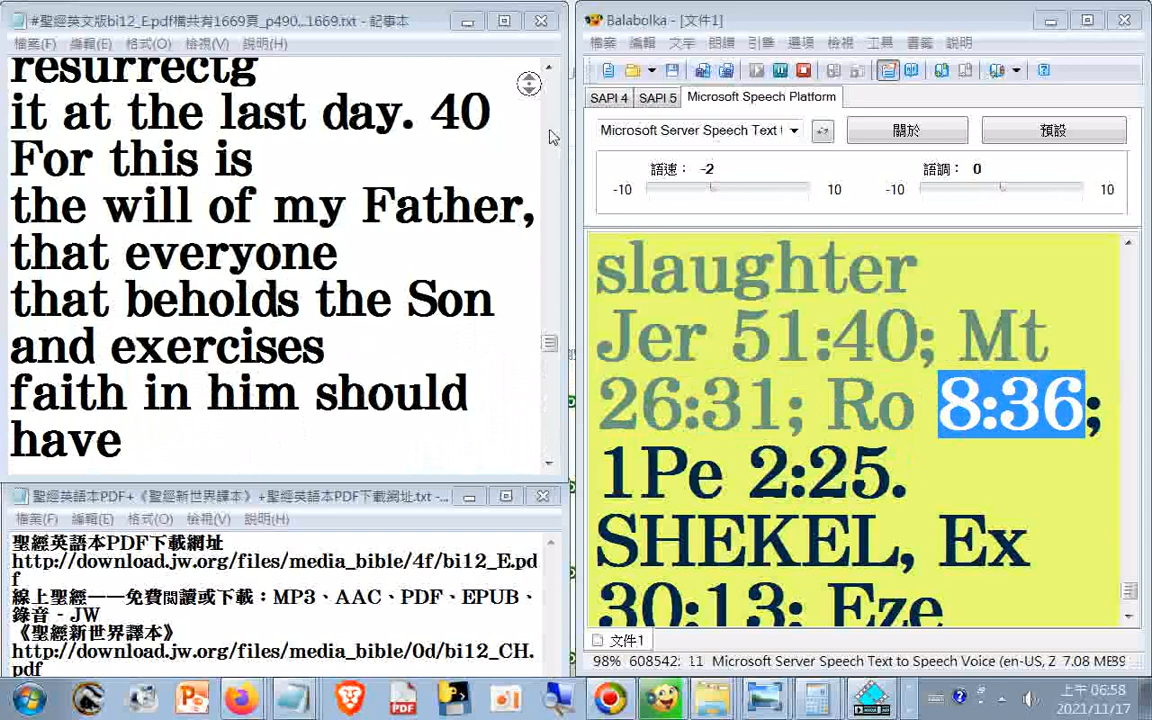 #聖經英文版bi12_E.pdf檔共有1669頁_p490,..1669.txt - 記事本
檔案(F) 編輯(E) 格式(O) 檢視(V) 說明(H)
resurrectg
it at the last day. 40
For this is
the will of my Father,
that everyone
that beholds the Son
and exercises
faith in him should
have
聖經英語本PDF+《聖經新世界譯本》+聖經英語本PDF下載網址.txt -...
檔案(F) 編輯(E) 格式(O) 檢視(V) 說明(H)
聖經英語本PDF下載網址
http://download.jw.org/files/media_bible/4f/bi12_E.pd
f
線上聖經——免費閱讀或下載：MP3、AAC、PDF、EPUB、
錄音 - JW
《聖經新世界譯本》
http://download.jw.org/files/media_bible/0d/bi12_CH.
pdf
Balabolka - [文件1]
檔案 編輯 文字 朗讀 引擎 選項 檢視 工具 書籤 說明
SAPI 4 SAPI 5 Microsoft Speech Platform
Microsoft Server Speech Text 關於 預設
語速： -2 語調： 0
-10 10 -10 10
slaughter
Jer 51:40; Mt
26:31; Ro 8:36;
1Pe 2:25.
SHEKEL, Ex
30:13; Eze
文件1
98% 608542: 11 Microsoft Server Speech Text to Speech Voice (en-US, Z 7.08 MB
上午 06:58
2021/11/17